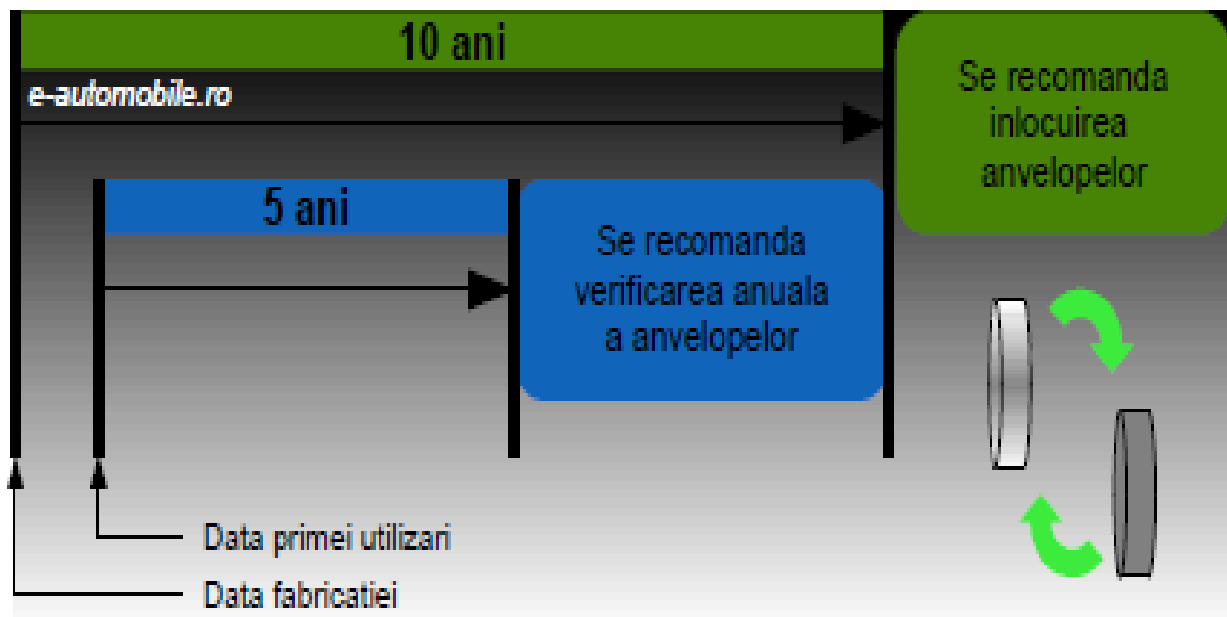 10 ani
e-automobile.ro
Se recomanda
inlocuirea
anvelopelor
5 ani
Se recomanda
verificarea anuala
a anvelopelor
Data primei utilizari
Data fabricatiei